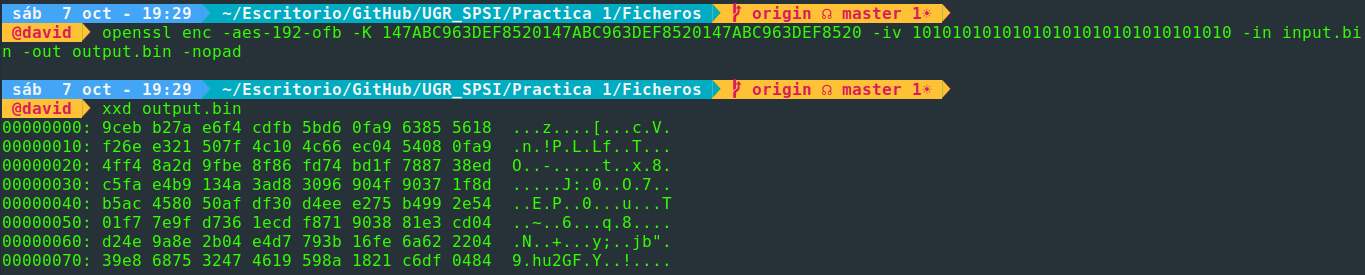 sáb 7 oct - 19:29 ~/Escritorio/GitHub/UGR_SPSI/Practica 1/Ficheros origin master 1
@david openssl enc -aes-192-ofb -K 147ABC963DEF8520147ABC963DEF8520147ABC963DEF8520 -iv 10101010101010101010101010101010 -in input.bi
n -out output.bin -nopad
sáb 7 oct - 19:29 ~/Escritorio/GitHub/UGR_SPSI/Practica 1/Ficheros origin master 1
@david xxd output.bin
00000000: 9ceb b27a e6f4 cdfb 5bd6 0fa9 6385 5618 ...z....[...c.V.
00000010: f26e e321 507f 4c10 4c66 ec04 5408 0fa9 .n.!P.L.Lf..T...
00000020: 4ff4 8a2d 9fbe 8f86 fd74 bd1f 7887 38ed O..-.....t..x.8.
00000030: c5fa e4b9 134a 3ad8 3096 904f 9037 1f8d .....J:.0..O.7..
00000040: b5ac 4580 50af df30 d4ee e275 b499 2e54 ..E.P..0...u...T
00000050: 01f7 7e9f d736 1ecd f871 9038 81e3 cd04 ..~..6...q.8....
00000060: d24e 9a8e 2b04 e4d7 793b 16fe 6a62 2204 .N..+...y;..jb".
00000070: 39e8 6875 3247 4619 598a 1821 c6df 0484 9.hu2GF.Y..!....